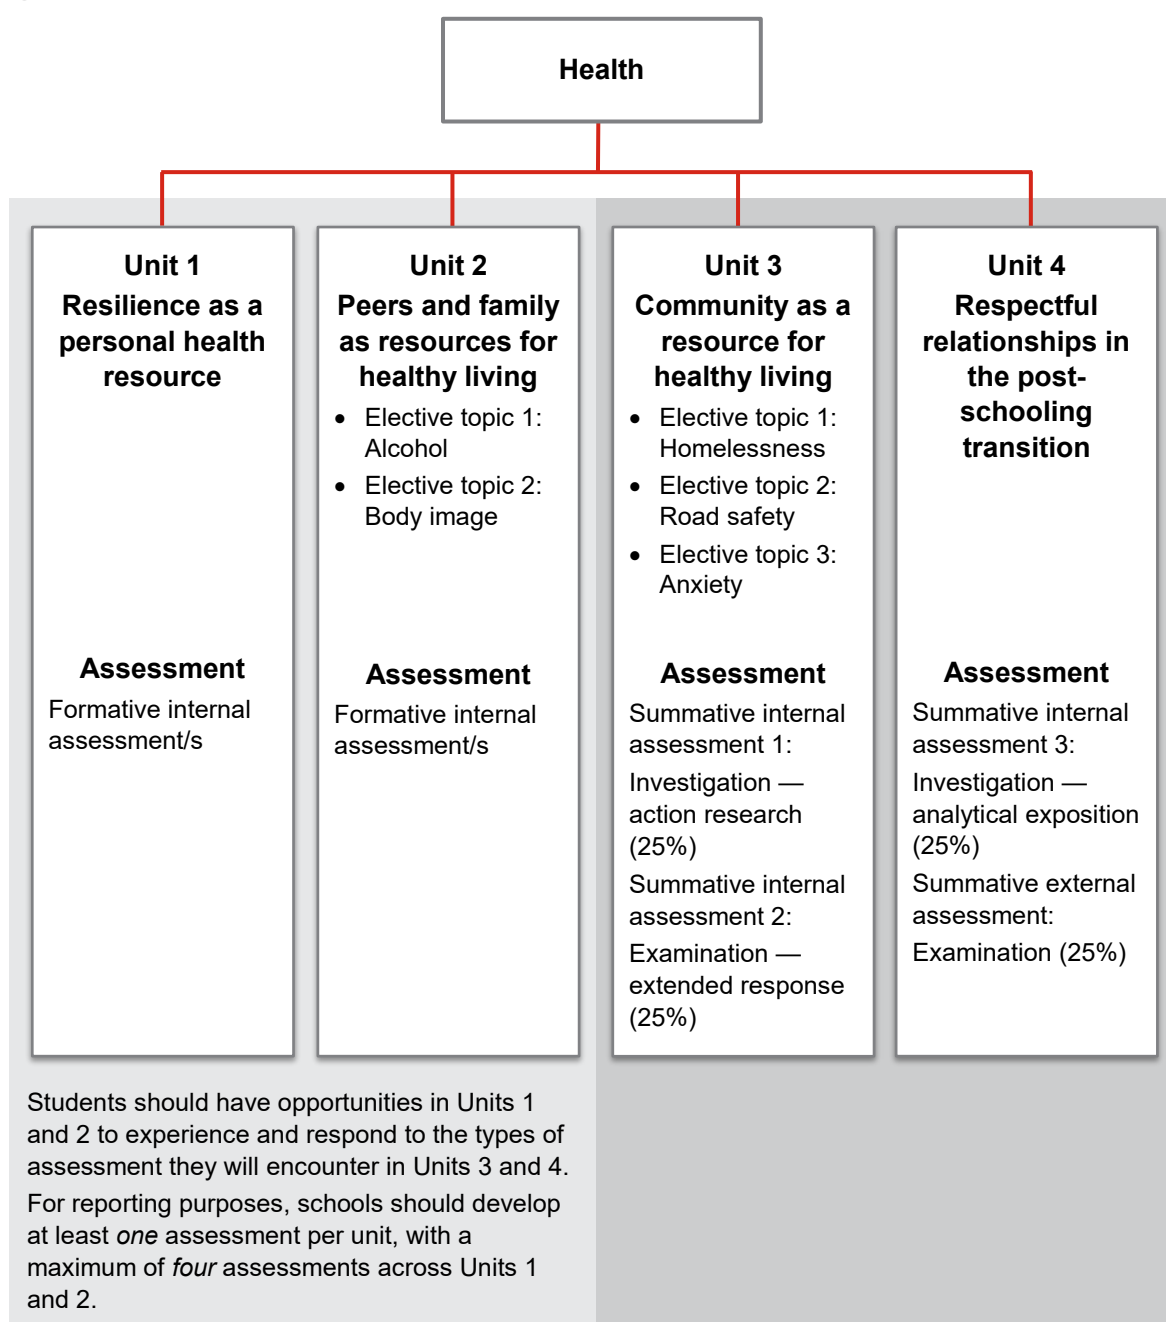 Health
Unit 1
Resilience as a
personal health
resource
Assessment
Formative internal
assessment/s
Unit 2
Peers and family
as resources for
healthy living
• Elective topic 1:
Alcohol
• Elective topic 2:
Body image
Assessment
Formative internal
assessment/s
Unit 3
Community as a
resource for
healthy living
• Elective topic 1:
Homelessness
• Elective topic 2:
Road safety
• Elective topic 3:
Anxiety
Assessment
Summative internal
assessment 1:
Investigation —
action research
(25%)
Summative internal
assessment 2:
Examination —
extended response
(25%)
Unit 4
Respectful
relationships in
the post-
schooling
transition
Assessment
Summative internal
assessment 3:
Investigation —
analytical exposition
(25%)
Summative external
assessment:
Examination (25%)
Students should have opportunities in Units 1
and 2 to experience and respond to the types of
assessment they will encounter in Units 3 and 4.
For reporting purposes, schools should develop
at least one assessment per unit, with a
maximum of four assessments across Units 1
and 2.